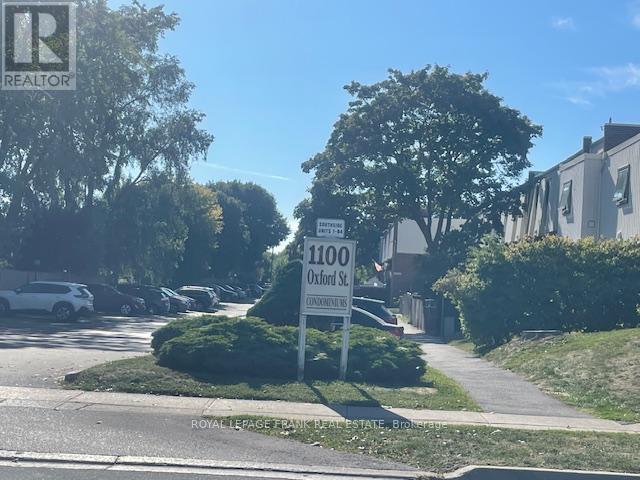 REALTOR®
SOUTHSIDE
UNITS 1-84
1100
Oxford St.
CONDOMINIUMS
ROYAL LEPAGE FRANK REAL ESTATE, Brokerage